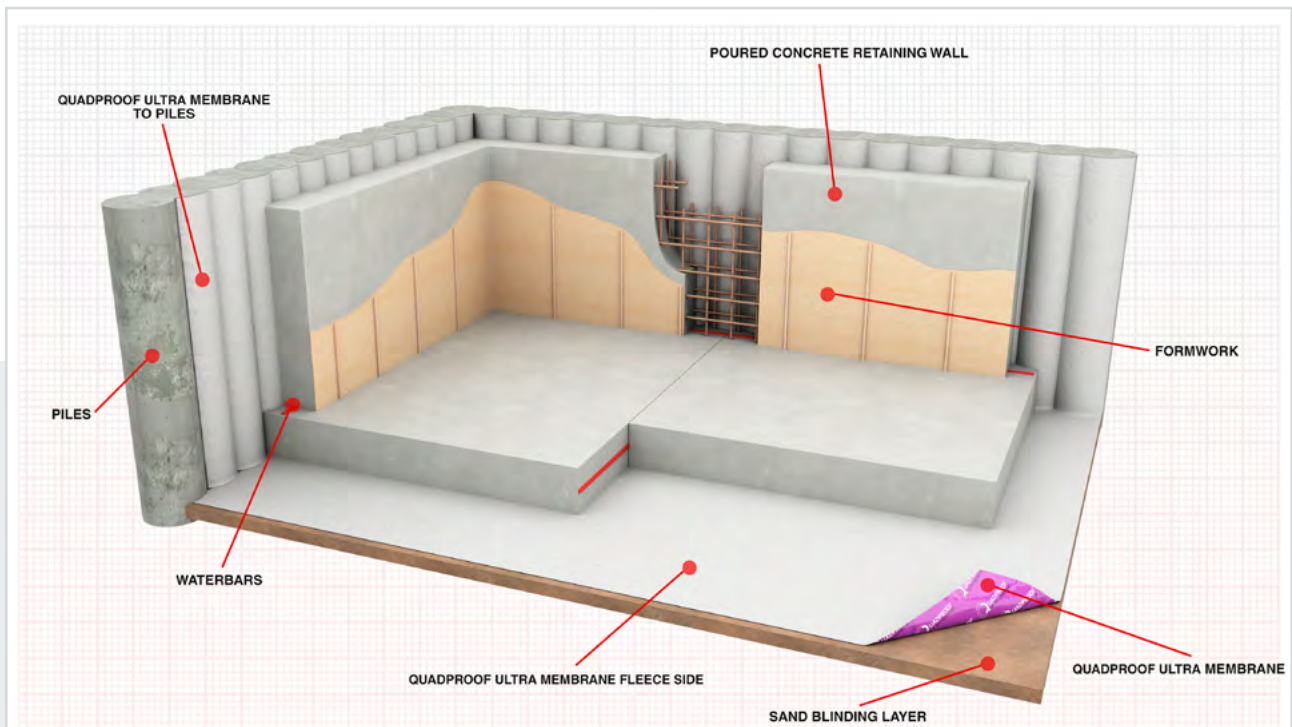 POURED CONCRETE RETAINING WALL
QUADPROOF ULTRA MEMBRANE
TO PILES
FORMWORK
PILES
WATERBARS
QUADPROOF ULTRA MEMBRANE FLEECE SIDE
QUADPROOF ULTRA MEMBRANE
SAND BLINDING LAYER